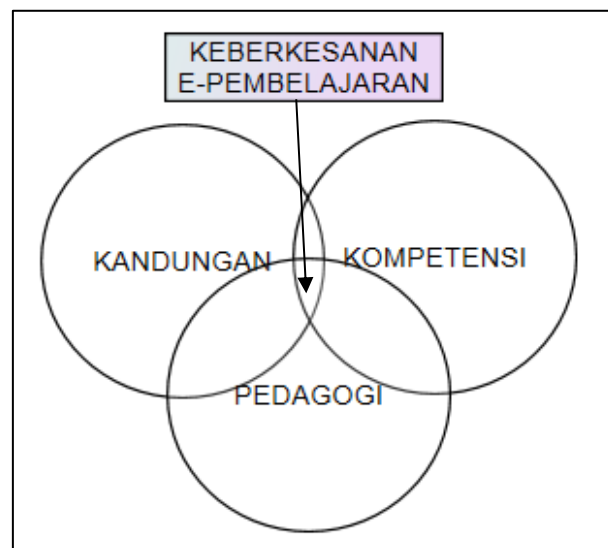 KEBERKESANAN
E-PEMBELAJARAN
KANDUNGAN
KOMPETENSI
PEDAGOGI